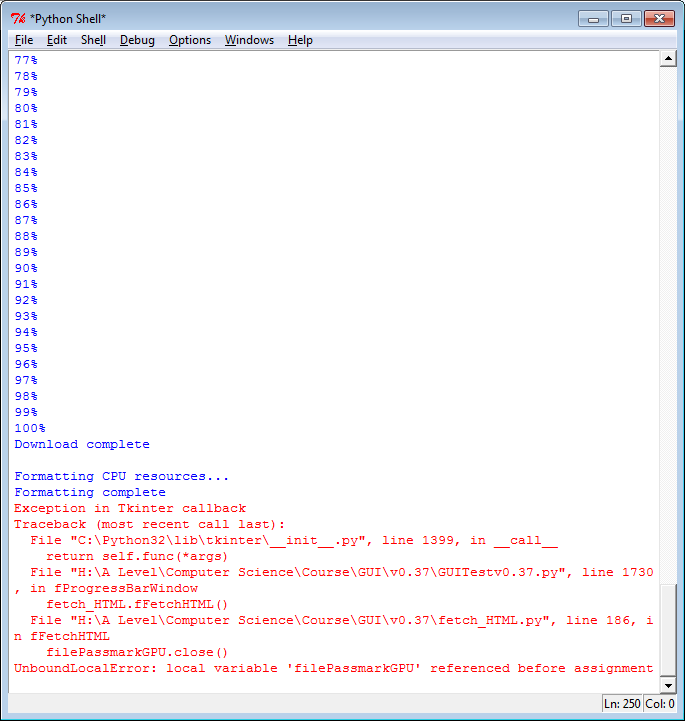 *Python Shell*
File Edit Shell Debug Options Windows Help
77%
78%
79%
80%
81%
82%
83%
84%
85%
86%
87%
88%
89%
90%
91%
92%
93%
94%
95%
96%
97%
98%
99%
100%
Download complete
Formatting CPU resources...
Formatting complete
Exception in Tkinter callback
Traceback (most recent call last):
  File "C:\Python32\lib\tkinter\__init__.py", line 1399, in __call__
    return self.func(*args)
  File "H:\A Level\Computer Science\Course\GUI\v0.37\GUITestv0.37.py", line 1730
, in fProgressBarWindow
    fetch_HTML.fFetchHTML()
  File "H:\A Level\Computer Science\Course\GUI\v0.37\fetch_HTML.py", line 186, i
n fFetchHTML
    filePassmarkGPU.close()
UnboundLocalError: local variable 'filePassmarkGPU' referenced before assignment
Ln: 250 Col: 0